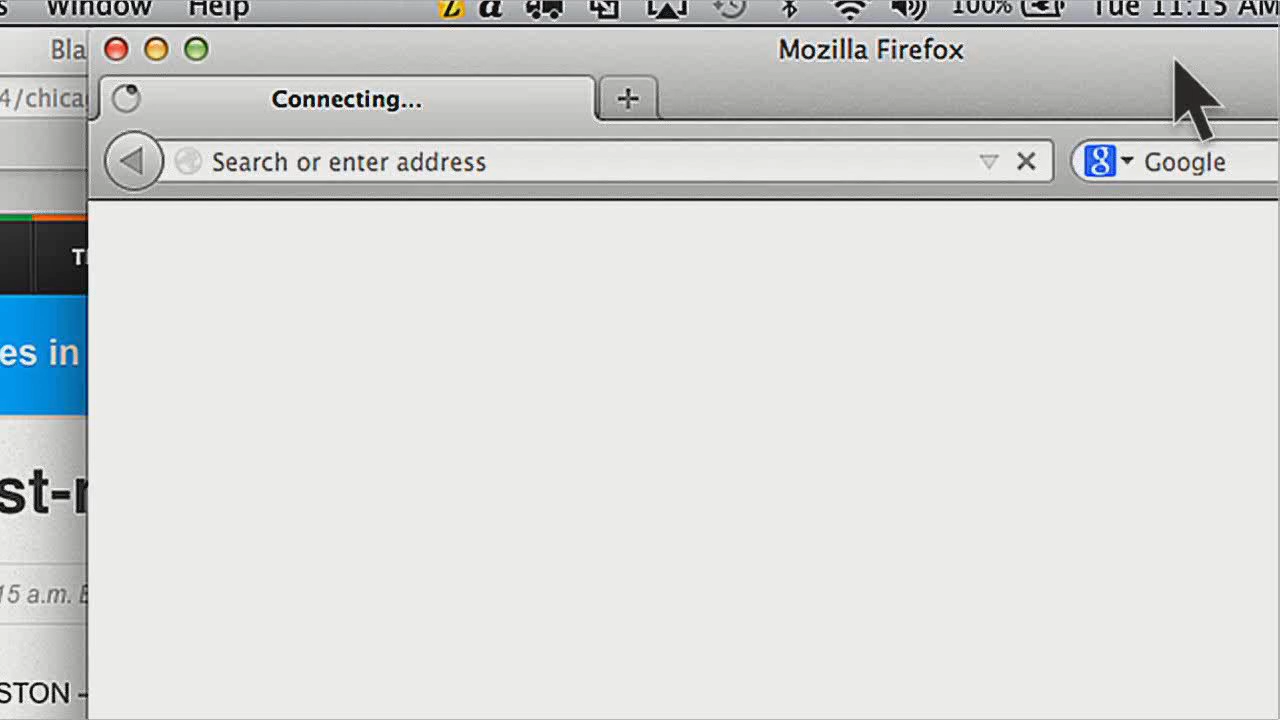 Window Help 100% Tue 11:15 AM
Bla
Mozilla Firefox
4/chica
Connecting...
Search or enter address
8 Google
es in
st-
15 a.m.
STON -